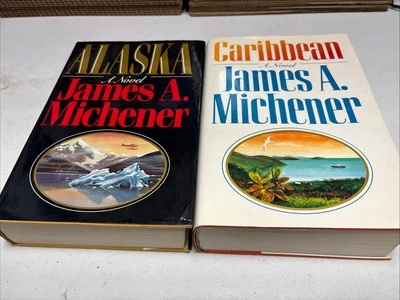 ALASKA
A Novel
James A.
Michener
Caribbean
A Novel
James A.
Michener